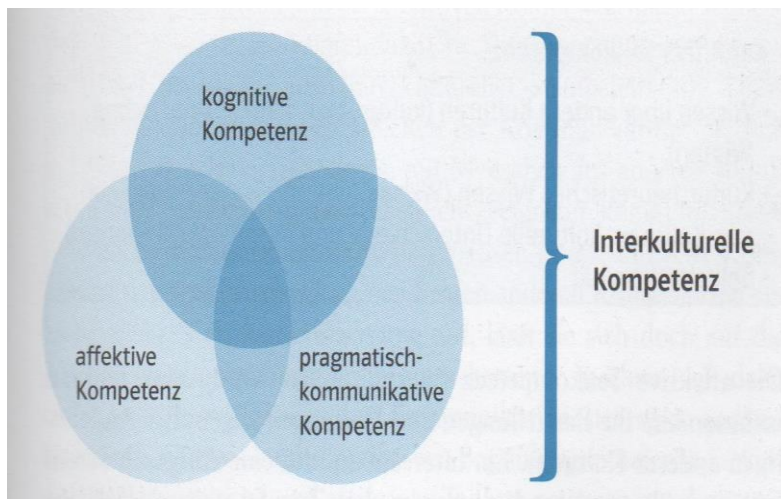 kognitive
Kompetenz
affektive
Kompetenz
pragmatisch-
kommunikative
Kompetenz
Interkulturelle
Kompetenz